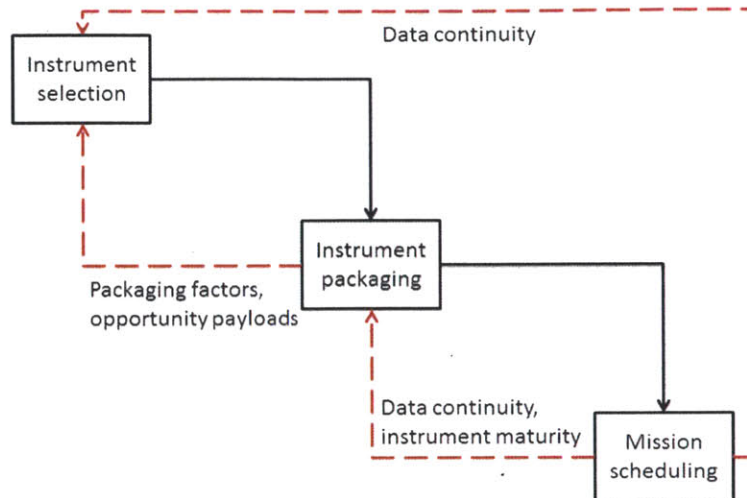 Data continuity
Instrument
selection
Instrument
packaging
Packaging factors,
opportunity payloads
Data continuity,
instrument maturity
Mission
scheduling